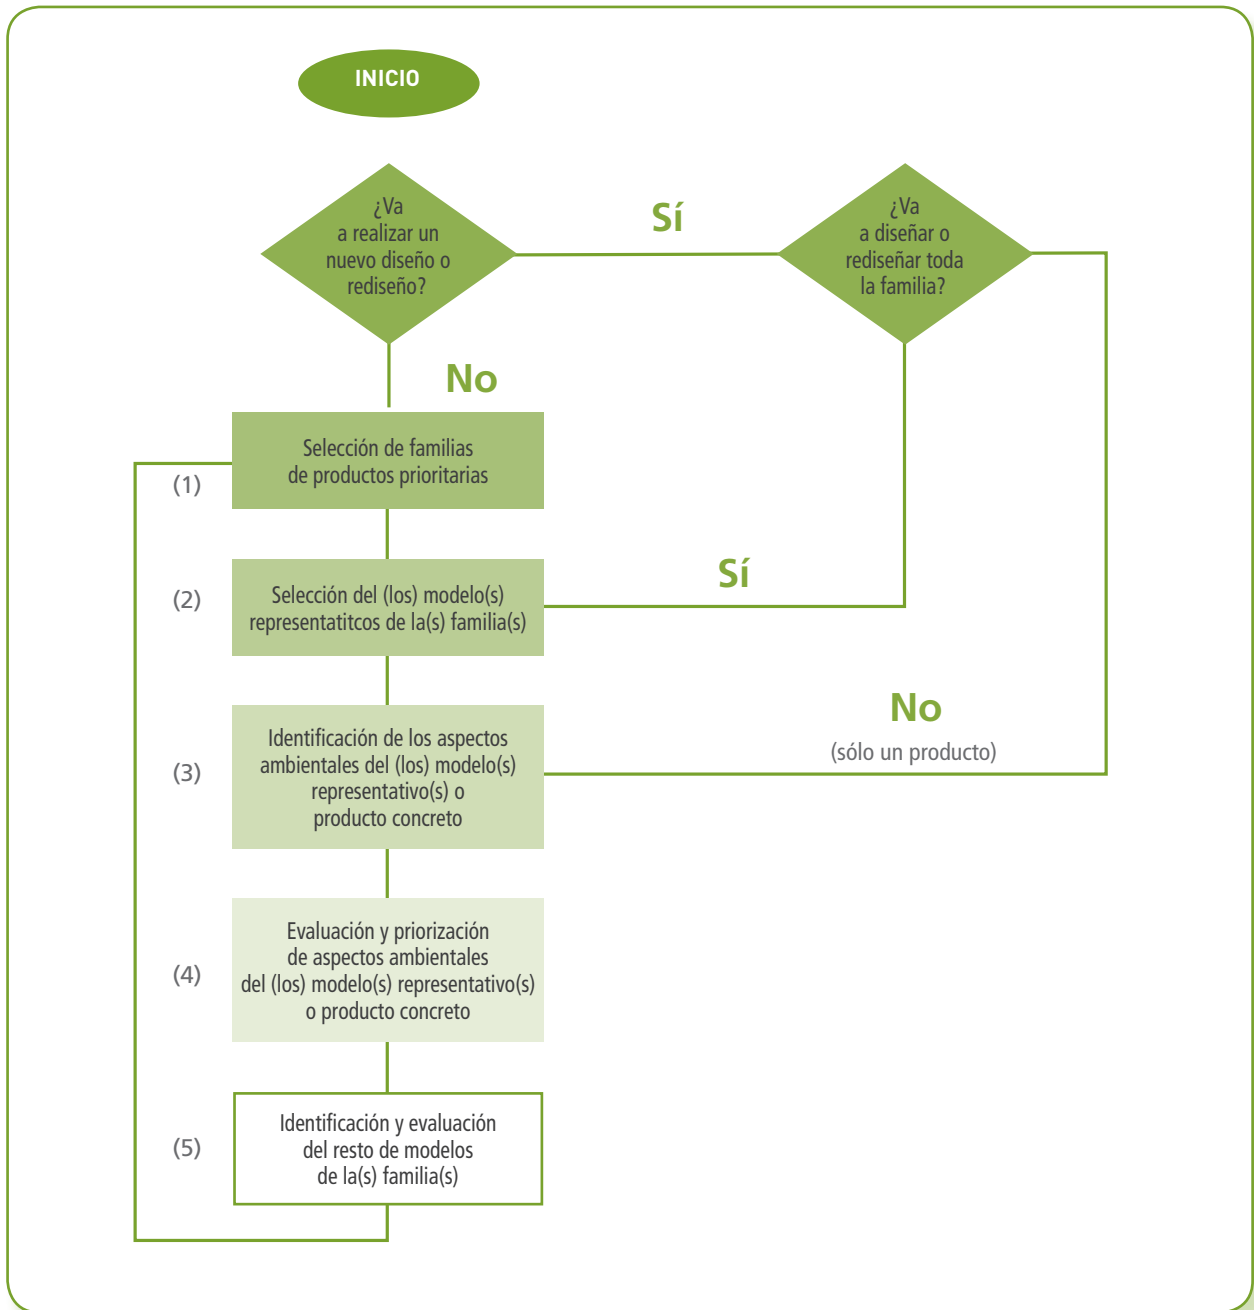 INICIO
¿Va
a realizar un
nuevo diseño o
rediseño?
Sí
¿Va
a diseñar o
rediseñar toda
la familia?
No
(1)
Selección de familias
de productos prioritarias
(2)
Selección del (los) modelo(s)
representatitcos de la(s) familia(s)
Sí
(3)
Identificación de los aspectos
ambientales del (los) modelo(s)
representativo(s) o
producto concreto
No
(sólo un producto)
(4)
Evaluación y priorización
de aspectos ambientales
del (los) modelo(s) representativo(s)
o producto concreto
(5)
Identificación y evaluación
del resto de modelos
de la(s) familia(s)